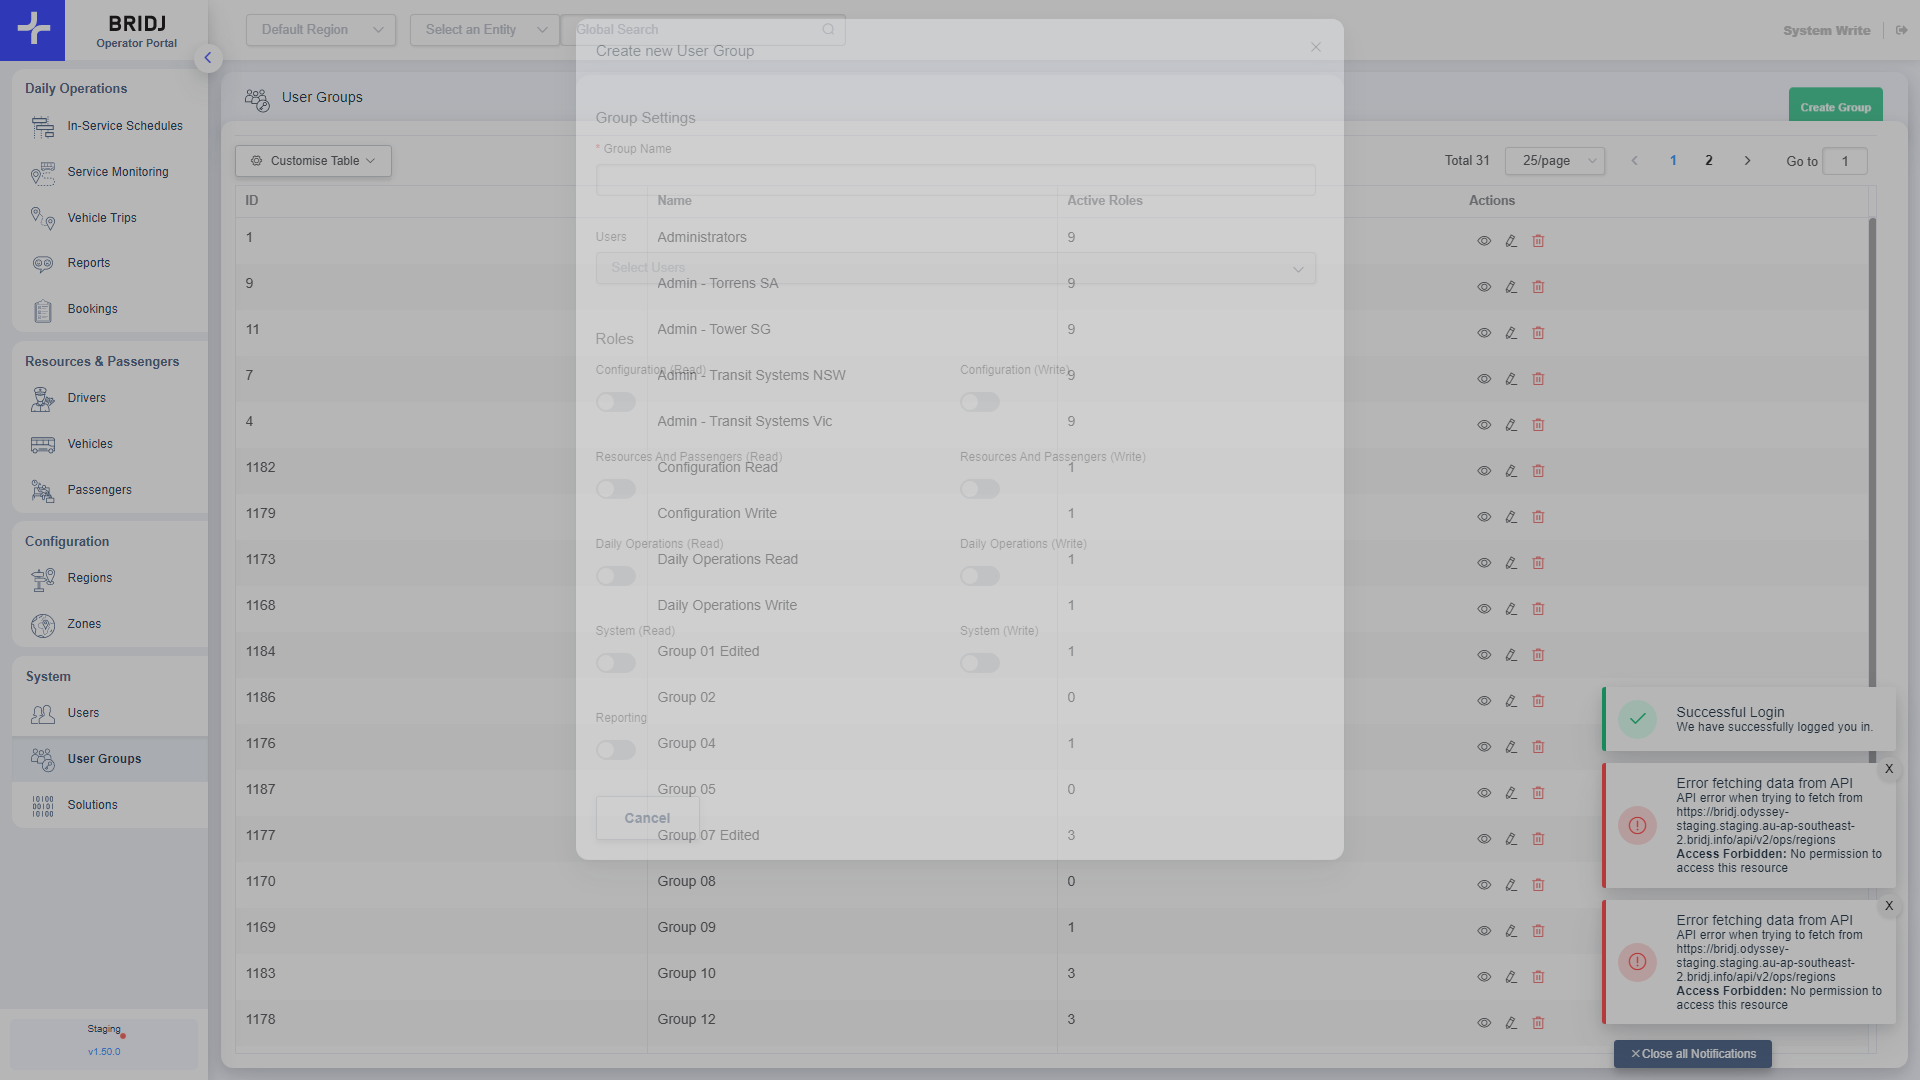 BRIDJ
Operator Portal
Default Region
Select an Entity
Global Search
System Write
Daily Operations
In-Service Schedules
Service Monitoring
Vehicle Trips
Reports
Bookings
Resources & Passengers
Drivers
Vehicles
Passengers
Configuration
Regions
Zones
System
Users
User Groups
10100
00101
10100
Solutions
Staging
v1.50.0
User Groups
Create Group
Customise Table
Total 31
25/page
1
2
Go to
1
ID
Name
Active Roles
Actions
1
Administrators
9
9
Admin - Torrens SA
9
11
Admin - Tower SG
9
7
Admin - Transit Systems NSW
9
4
Admin - Transit Systems Vic
9
1182
Configuration Read
1
1179
Configuration Write
1
1173
Daily Operations Read
1
1168
Daily Operations Write
1
1184
Group 01 Edited
1
1186
Group 02
0
1176
Group 04
1
1187
Group 05
0
1177
Group 07 Edited
3
1170
Group 08
0
1169
Group 09
1
1183
Group 10
3
1178
Group 12
3
Create new User Group
Group Settings
* Group Name
Users
Select Users
Roles
Configuration (Read)
Configuration (Write)
Resources And Passengers (Read)
Resources And Passengers (Write)
Daily Operations (Read)
Daily Operations (Write)
System (Read)
System (Write)
Reporting
Cancel
Successful Login
We have successfully logged you in.
X
Error fetching data from API
API error when trying to fetch from
https://bridj.odyssey-
staging.staging.au-ap-southeast-
2.bridj.info/api/v2/ops/regions
Access Forbidden: No permission to
access this resource
X
Error fetching data from API
API error when trying to fetch from
https://bridj.odyssey-
staging.staging.au-ap-southeast-
2.bridj.info/api/v2/ops/regions
Access Forbidden: No permission to
access this resource
Close all Notifications